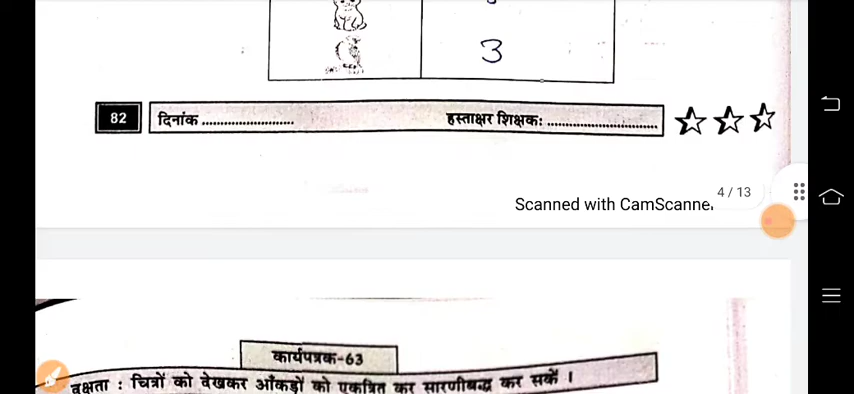 3
82 दिनांक ........................ हस्ताक्षर शिक्षक: .............................
4 / 13
Scanned with CamScanne
कार्यपत्रक-63
दक्षता : चित्रों को देखकर आँकड़ों को एकत्रित कर सारणीबद्ध कर सकें ।